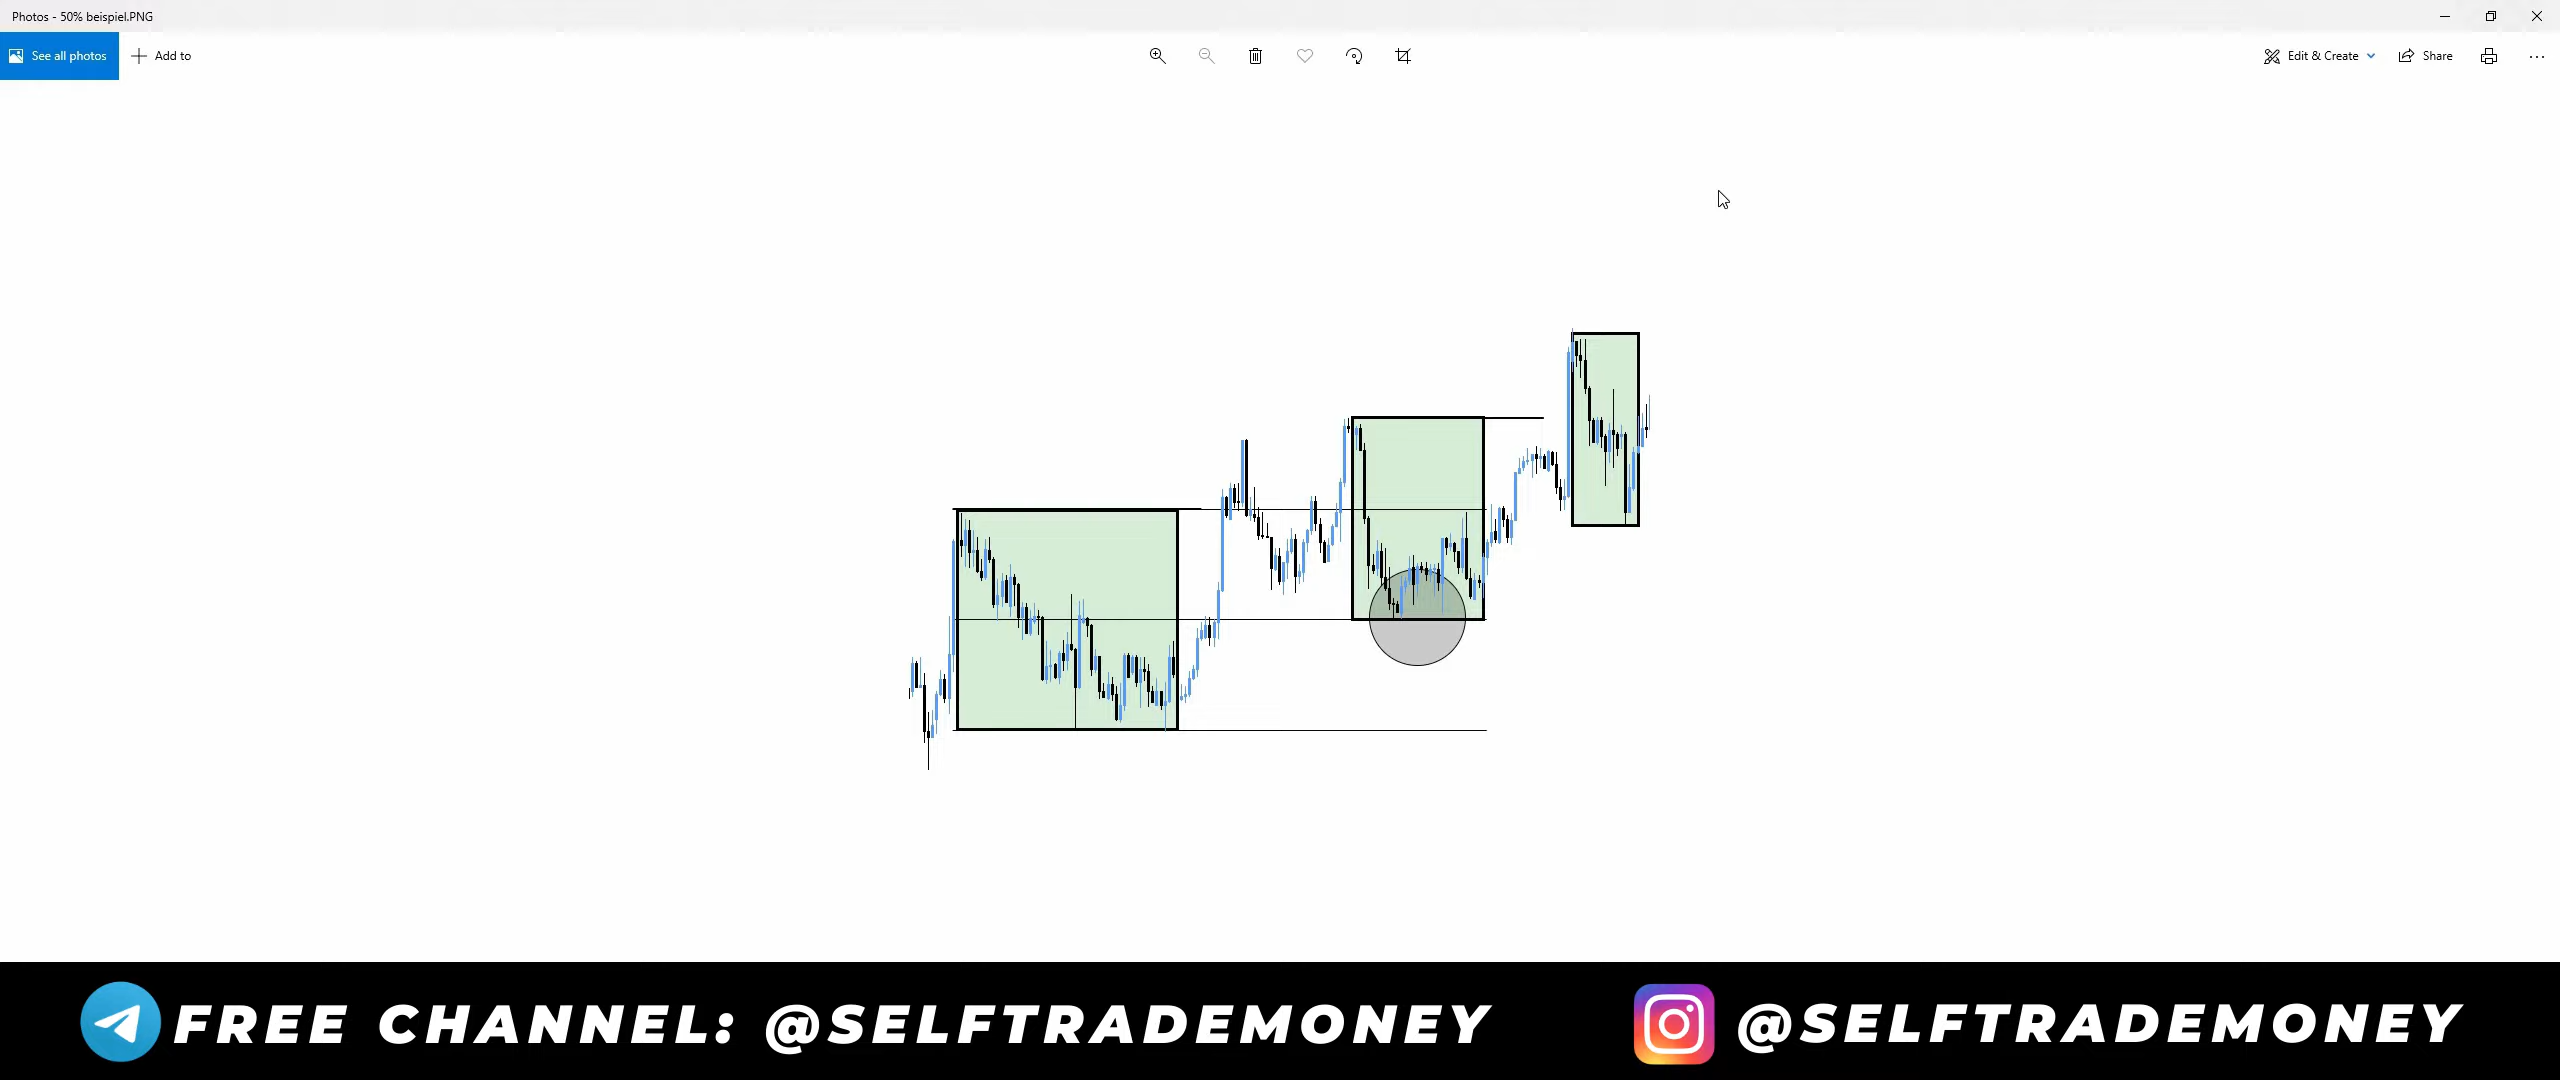 Photos - 50% beispiel.PNG
See all photos
Add to
Edit & Create
Share
FREE CHANNEL: @SELFTRADEMONEY
@SELFTRADEMONEY